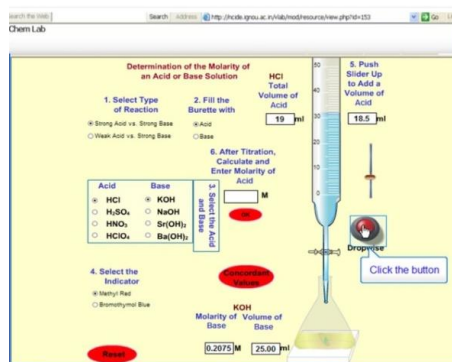 Search the Web
Search
Address
http://ncide.ignou.ac.in/vlab/mod/resource/view.php?id=153
Go
Chem Lab
Determination of the Molarity of
an Acid or Base Solution
1. Select Type
of Reaction
Strong Acid vs. Strong Base
Weak Acid vs. Strong Base
2. Fill the
Burette with
Acid
Base
HCl
Total
Volume of
Acid
19 ml
5. Push
Slider Up
to Add a
Volume of
Acid
18.5 ml
50
40
30
20
10
0
6. After Titration,
Calculate and
Enter Molarity of
Acid
M
OK
3. Select the Acid
and Base
Acid
Base
HCl
KOH
H₂SO₄
NaOH
HNO₃
Sr(OH)₂
HClO₄
Ba(OH)₂
Dropwise
Click the button
4. Select the
Indicator
Methyl Red
Bromothymol Blue
Concordant
Values
KOH
Molarity of
Base
0.2075 M
Volume of
Base
25.00 ml
Reset